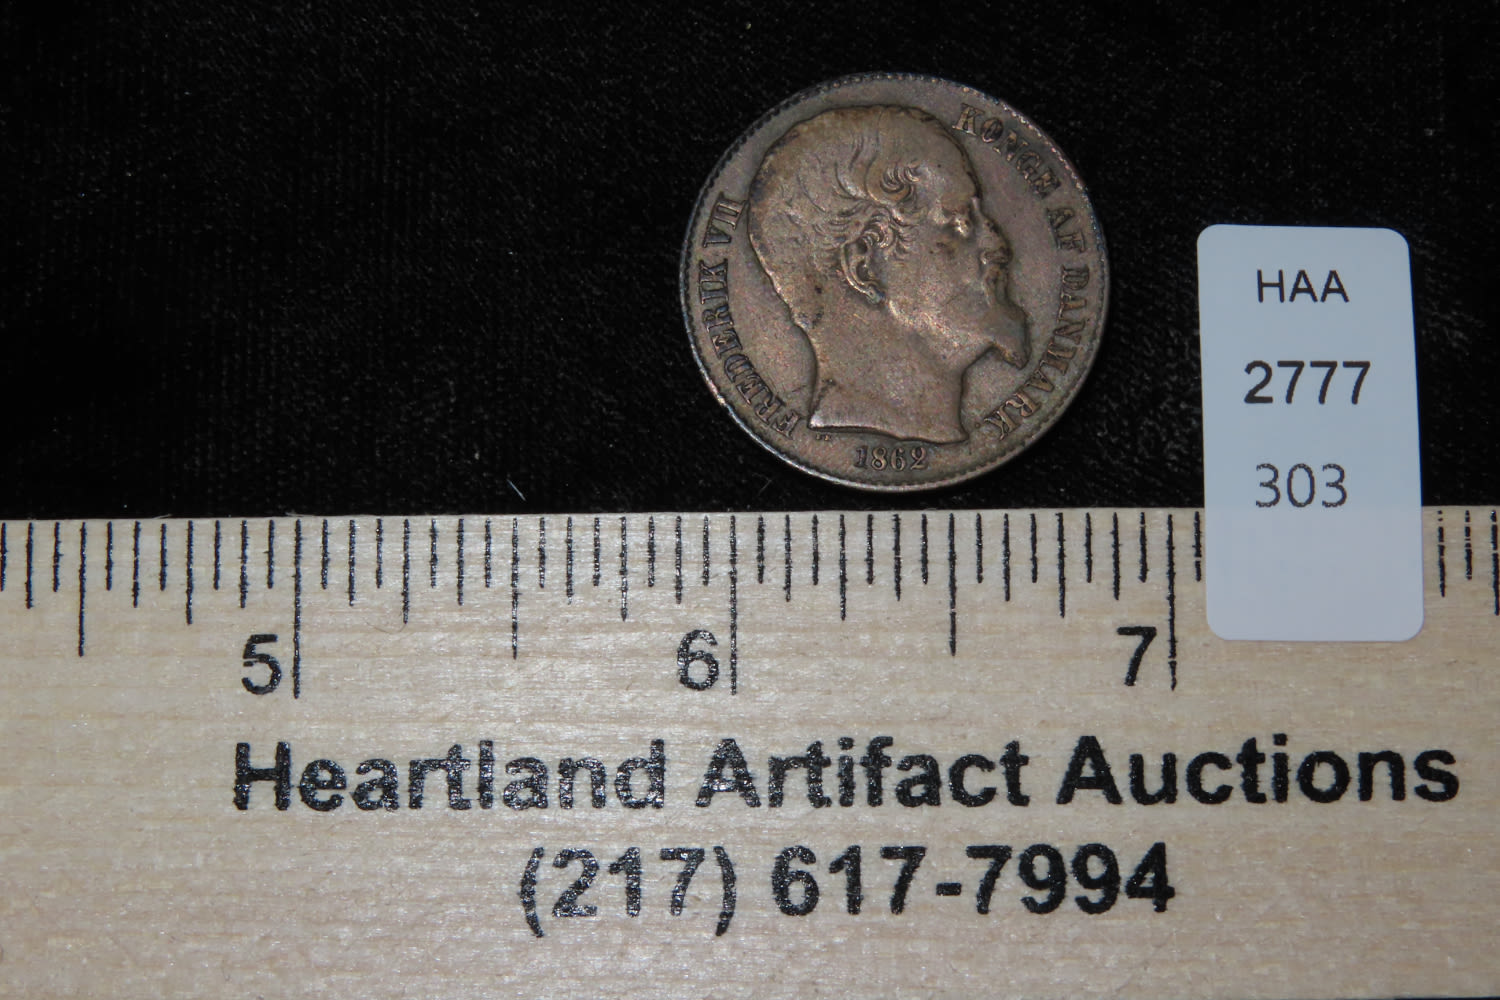 FREDERIK VII KONGE AF DANMARK
1862
HAA
2777
303
5 6 7
Heartland Artifact Auctions
(217) 617-7994